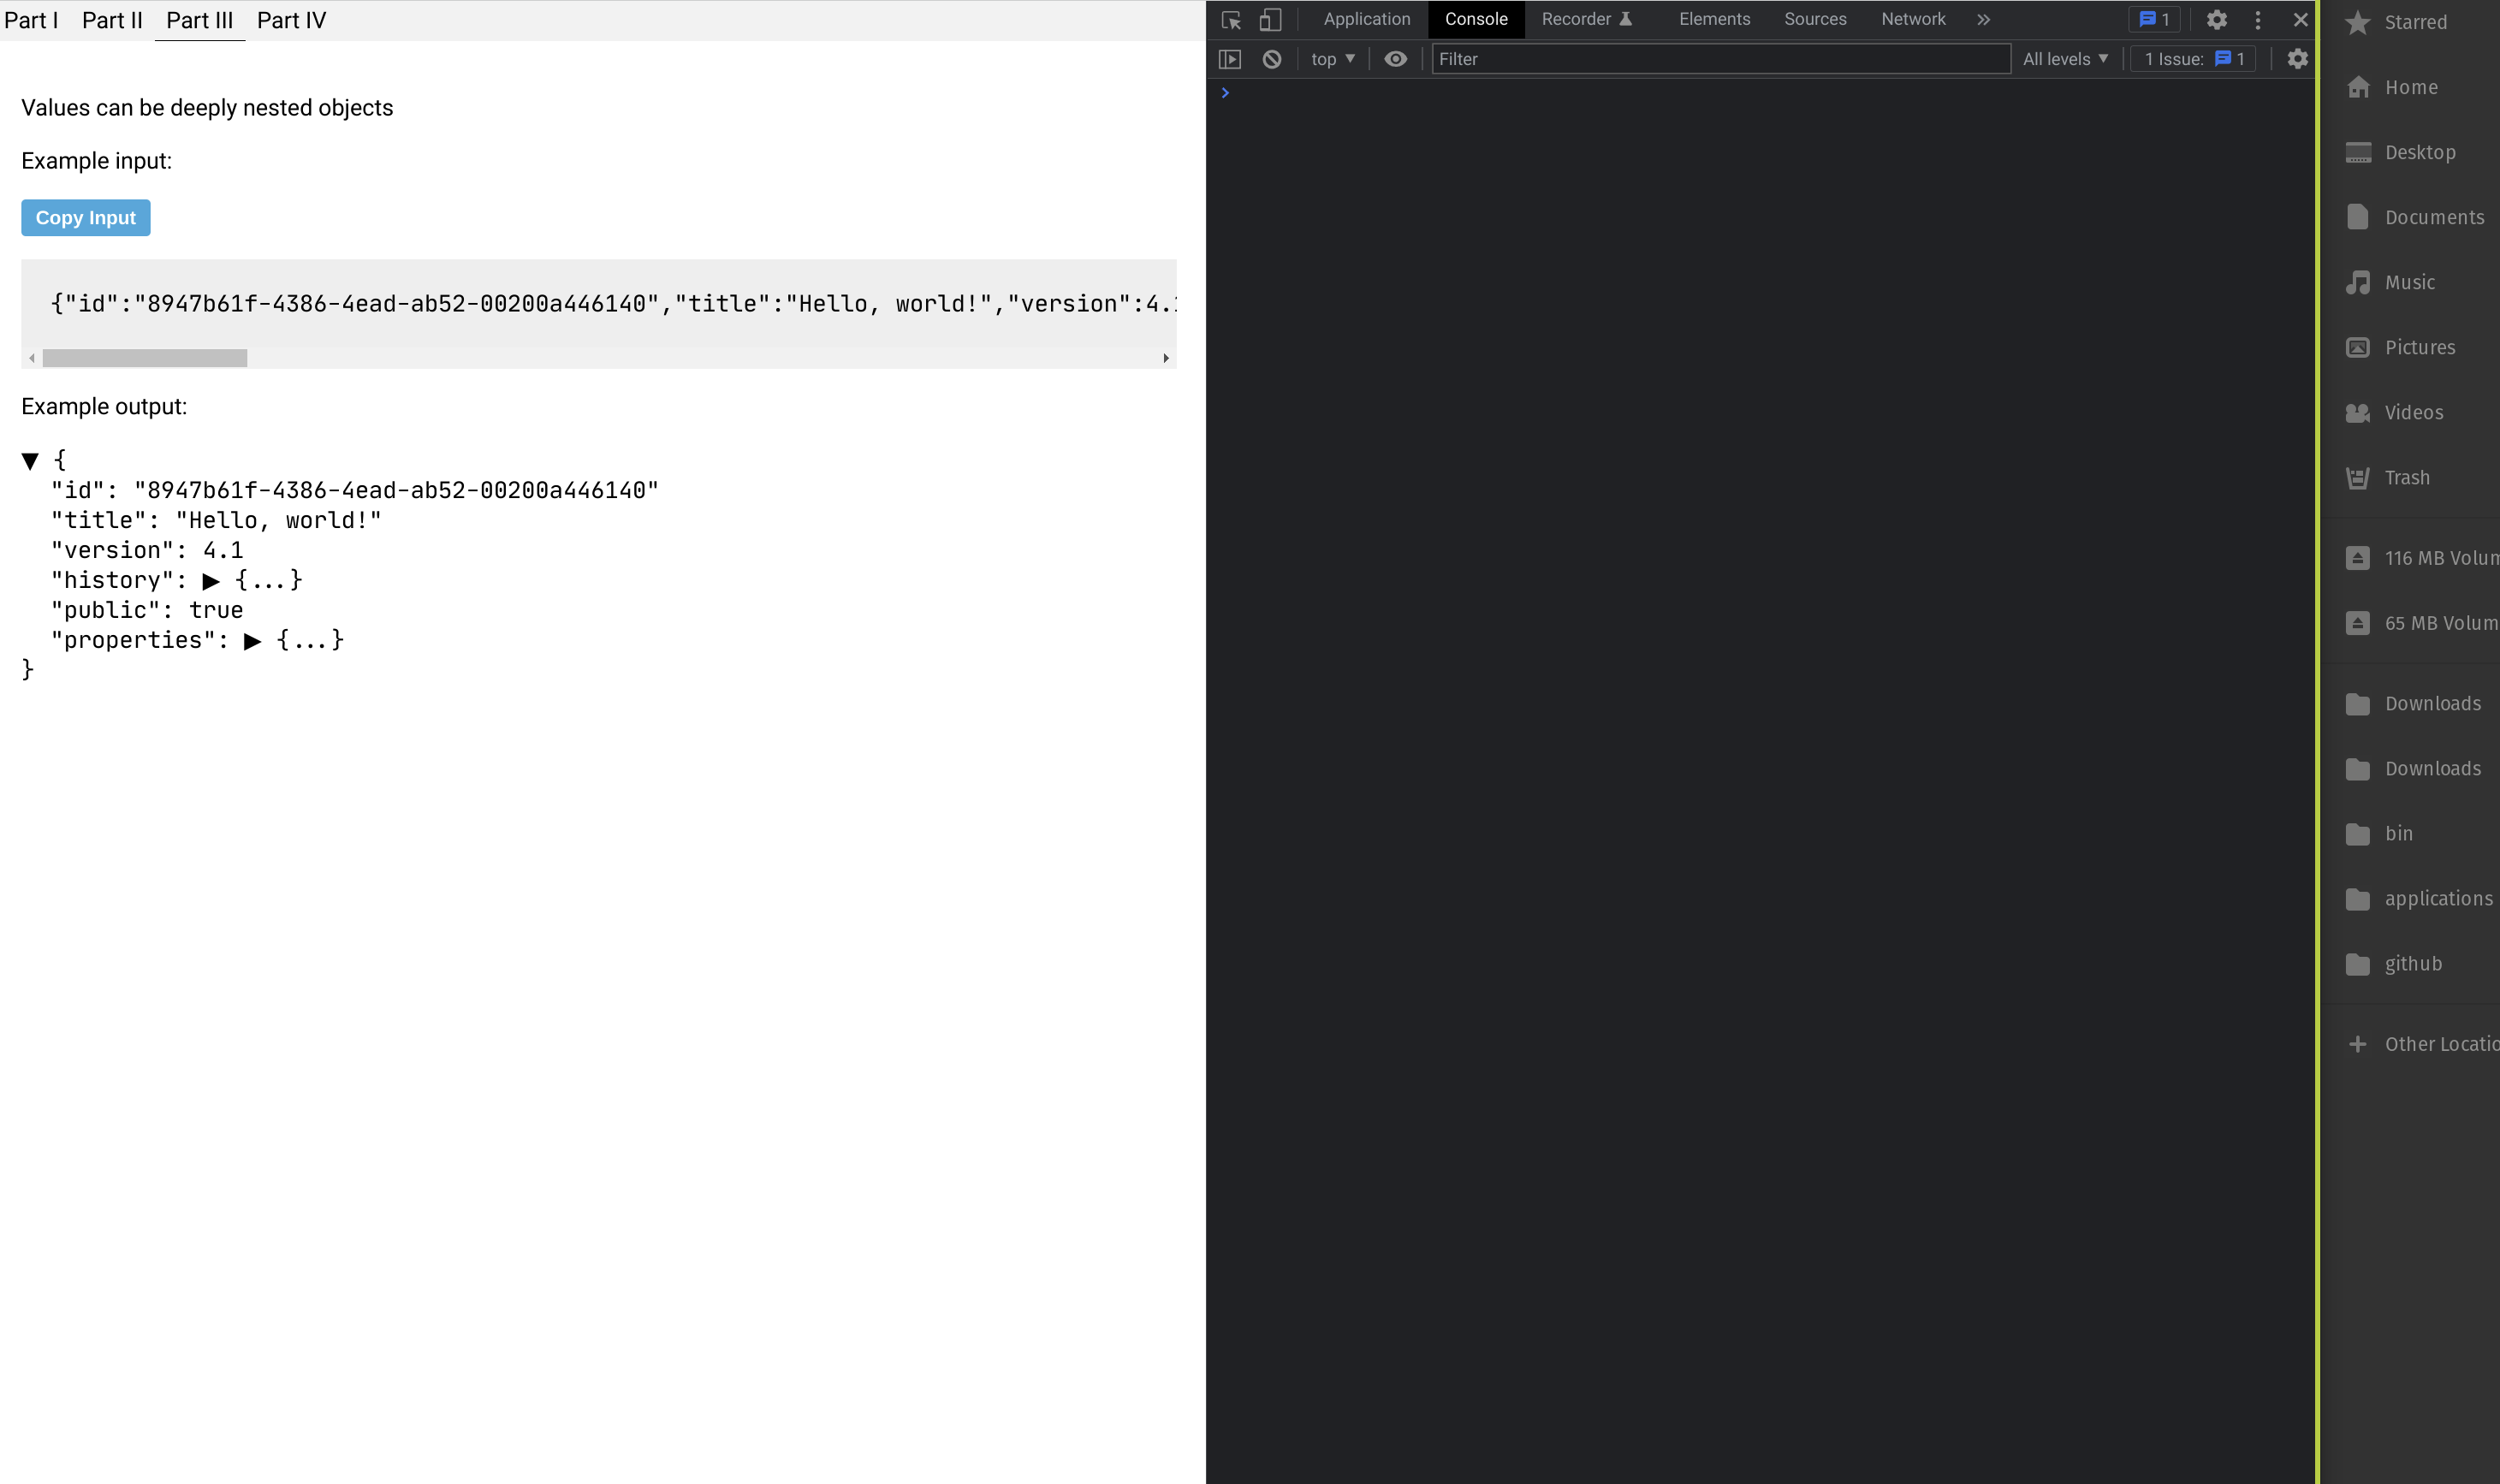 Part I Part II Part III Part IV
Values can be deeply nested objects
Example input:
Copy Input
{"id":"8947b61f-4386-4ead-ab52-00200a446140","title":"Hello, world!","version":4.1
Example output:
▼ {
"id": "8947b61f-4386-4ead-ab52-00200a446140"
"title": "Hello, world!"
"version": 4.1
"history": ▶ {...}
"public": true
"properties": ▶ {...}
}
Application Console Recorder Elements Sources Network 1
top Filter All levels 1 Issue: 1
Starred
Home
Desktop
Documents
Music
Pictures
Videos
Trash
116 MB Volum
65 MB Volum
Downloads
Downloads
bin
applications
github
Other Locatio